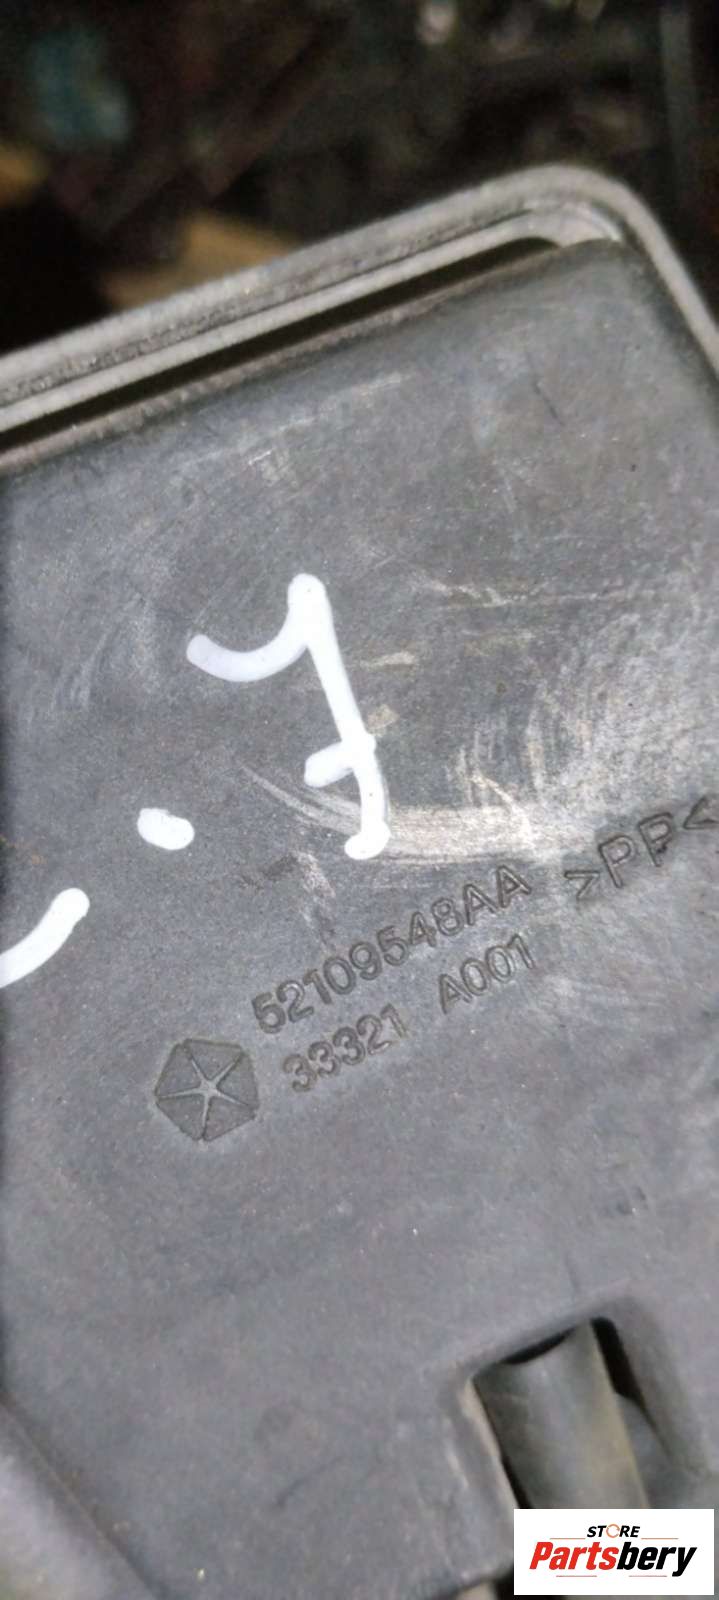 52109548AA >PP<
33321 A001
STORE
Partsbery